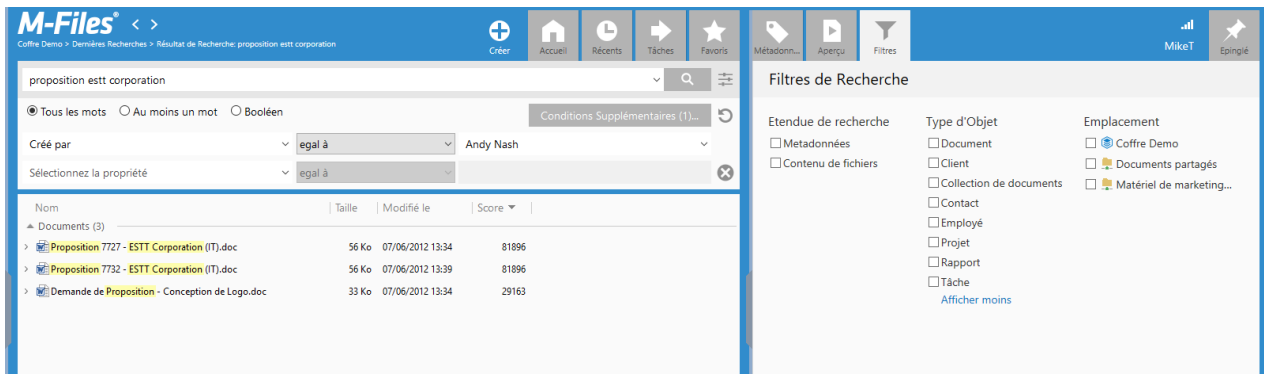 M-Files®
Coffre Demo > Dernières Recherches > Résultat de Recherche: proposition estt corporation
Créer
Accueil
Récents
Tâches
Favoris
Métadonn...
Aperçu
Filtres
MikeT
Epinglé
proposition estt corporation
Tous les mots Au moins un mot Booléen
Conditions Supplémentaires (1)...
Créé par egal à Andy Nash
Sélectionnez la propriété egal à
Nom Taille Modifié le Score
Documents (3)
Proposition 7727 - ESTT Corporation (IT).doc 56 Ko 07/06/2012 13:34 81896
Proposition 7732 - ESTT Corporation (IT).doc 56 Ko 07/06/2012 13:39 81896
Demande de Proposition - Conception de Logo.doc 33 Ko 07/06/2012 13:34 29163
Filtres de Recherche
Etendue de recherche
Metadonnées
Contenu de fichiers
Type d'Objet
Document
Client
Collection de documents
Contact
Employé
Projet
Rapport
Tâche
Afficher moins
Emplacement
Coffre Demo
Documents partagés
Matériel de marketing...